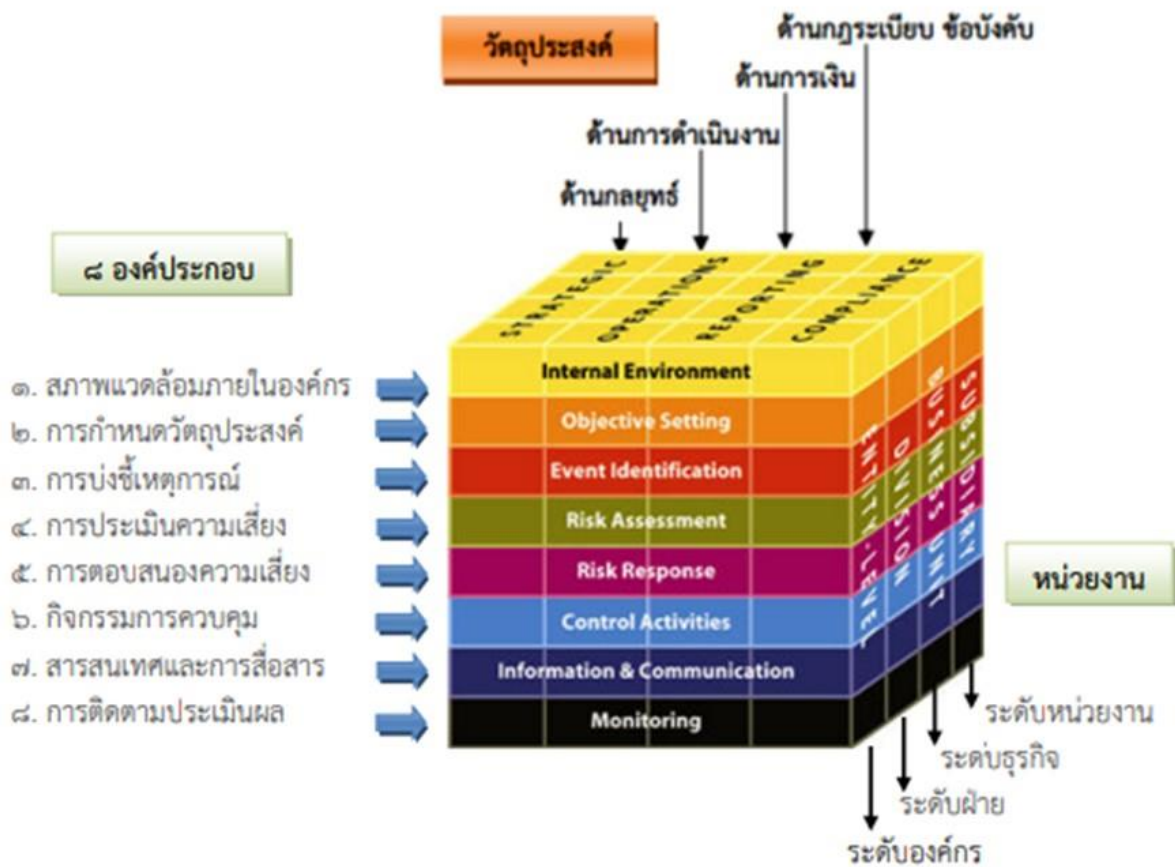 วัตถุประสงค์
ด้านกฎระเบียบ ข้อบังคับ
ด้านการเงิน
ด้านการดำเนินงาน
ด้านกลยุทธ์
๘ องค์ประกอบ
STRATEGIC
OPERATIONS
REPORTING
COMPLIANCE
๑. สภาพแวดล้อมภายในองค์กร
๒. การกำหนดวัตถุประสงค์
๓. การบ่งชี้เหตุการณ์
๔. การประเมินความเสี่ยง
๕. การตอบสนองความเสี่ยง
๖. กิจกรรมการควบคุม
๗. สารสนเทศและการสื่อสาร
๘. การติดตามประเมินผล
Internal Environment
Objective Setting
Event Identification
Risk Assessment
Risk Response
Control Activities
Information & Communication
Monitoring
ENTITY-LEVEL
DIVISION
BUSINESS UNIT
SUBSIDIARY
หน่วยงาน
ระดับหน่วยงาน
ระดับธุรกิจ
ระดับฝ่าย
ระดับองค์กร